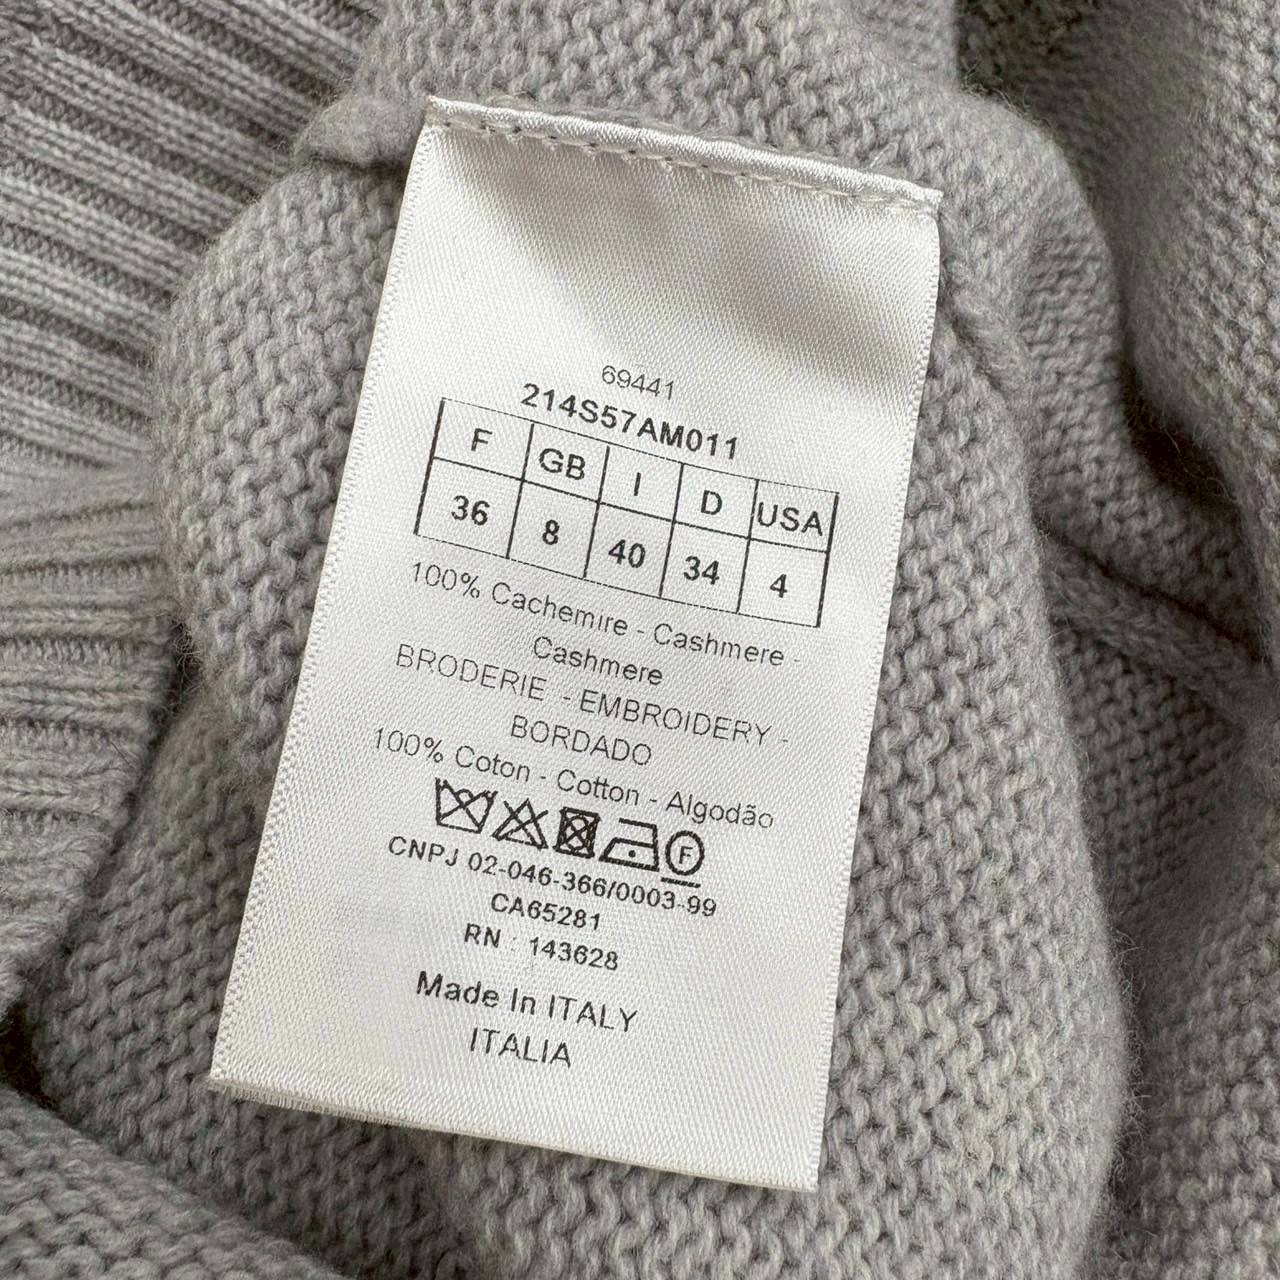 69441
214S57AM011
F GB I D USA
36 8 40 34 4
100% Cachemire - Cashmere -
Cashmere
BRODERIE - EMBROIDERY -
BORDADO
100% Coton - Cotton - Algodão
F
CNPJ 02-046-366/0003-99
CA65281
RN : 143628
Made In ITALY
ITALIA